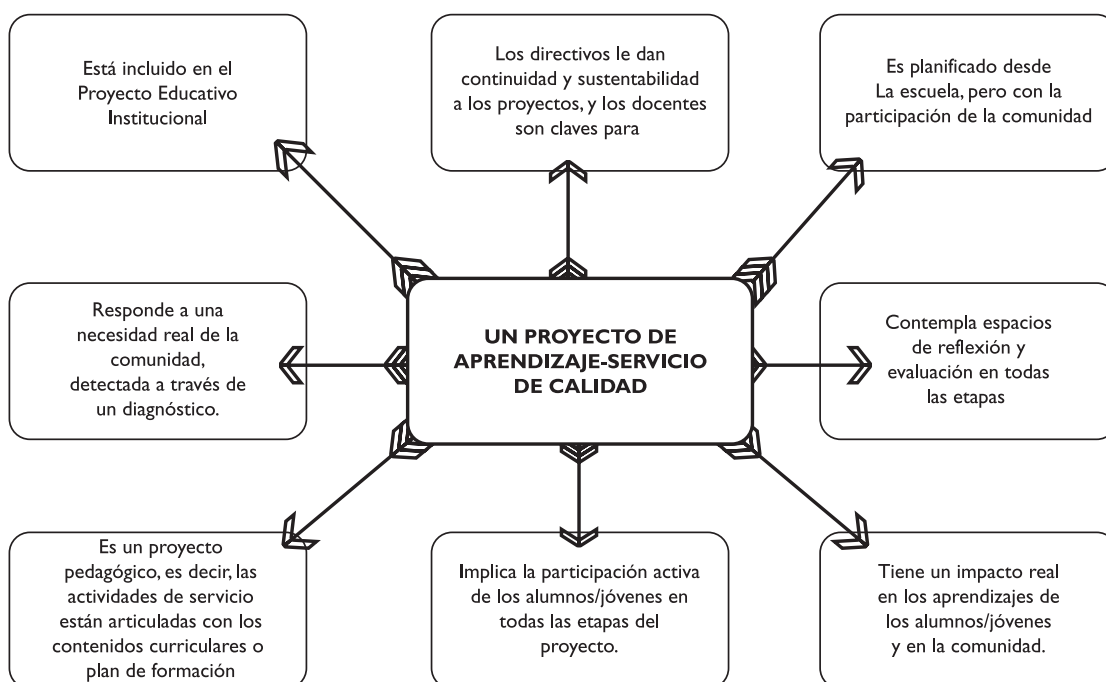 Está incluido en el
Proyecto Educativo
Institucional
Los directivos le dan
continuidad y sustentabilidad
a los proyectos, y los docentes
son claves para
Es planificado desde
La escuela, pero con la
participación de la comunidad
Responde a una
necesidad real de la
comunidad,
detectada a través de
un diagnóstico.
UN PROYECTO DE
APRENDIZAJE-SERVICIO
DE CALIDAD
Contempla espacios
de reflexión y
evaluación en todas
las etapas
Es un proyecto
pedagógico, es decir, las
actividades de servicio
están articuladas con los
contenidos curriculares o
plan de formación
Implica la participación activa
de los alumnos/jóvenes en
todas las etapas del
proyecto.
Tiene un impacto real
en los aprendizajes de
los alumnos/jóvenes
y en la comunidad.